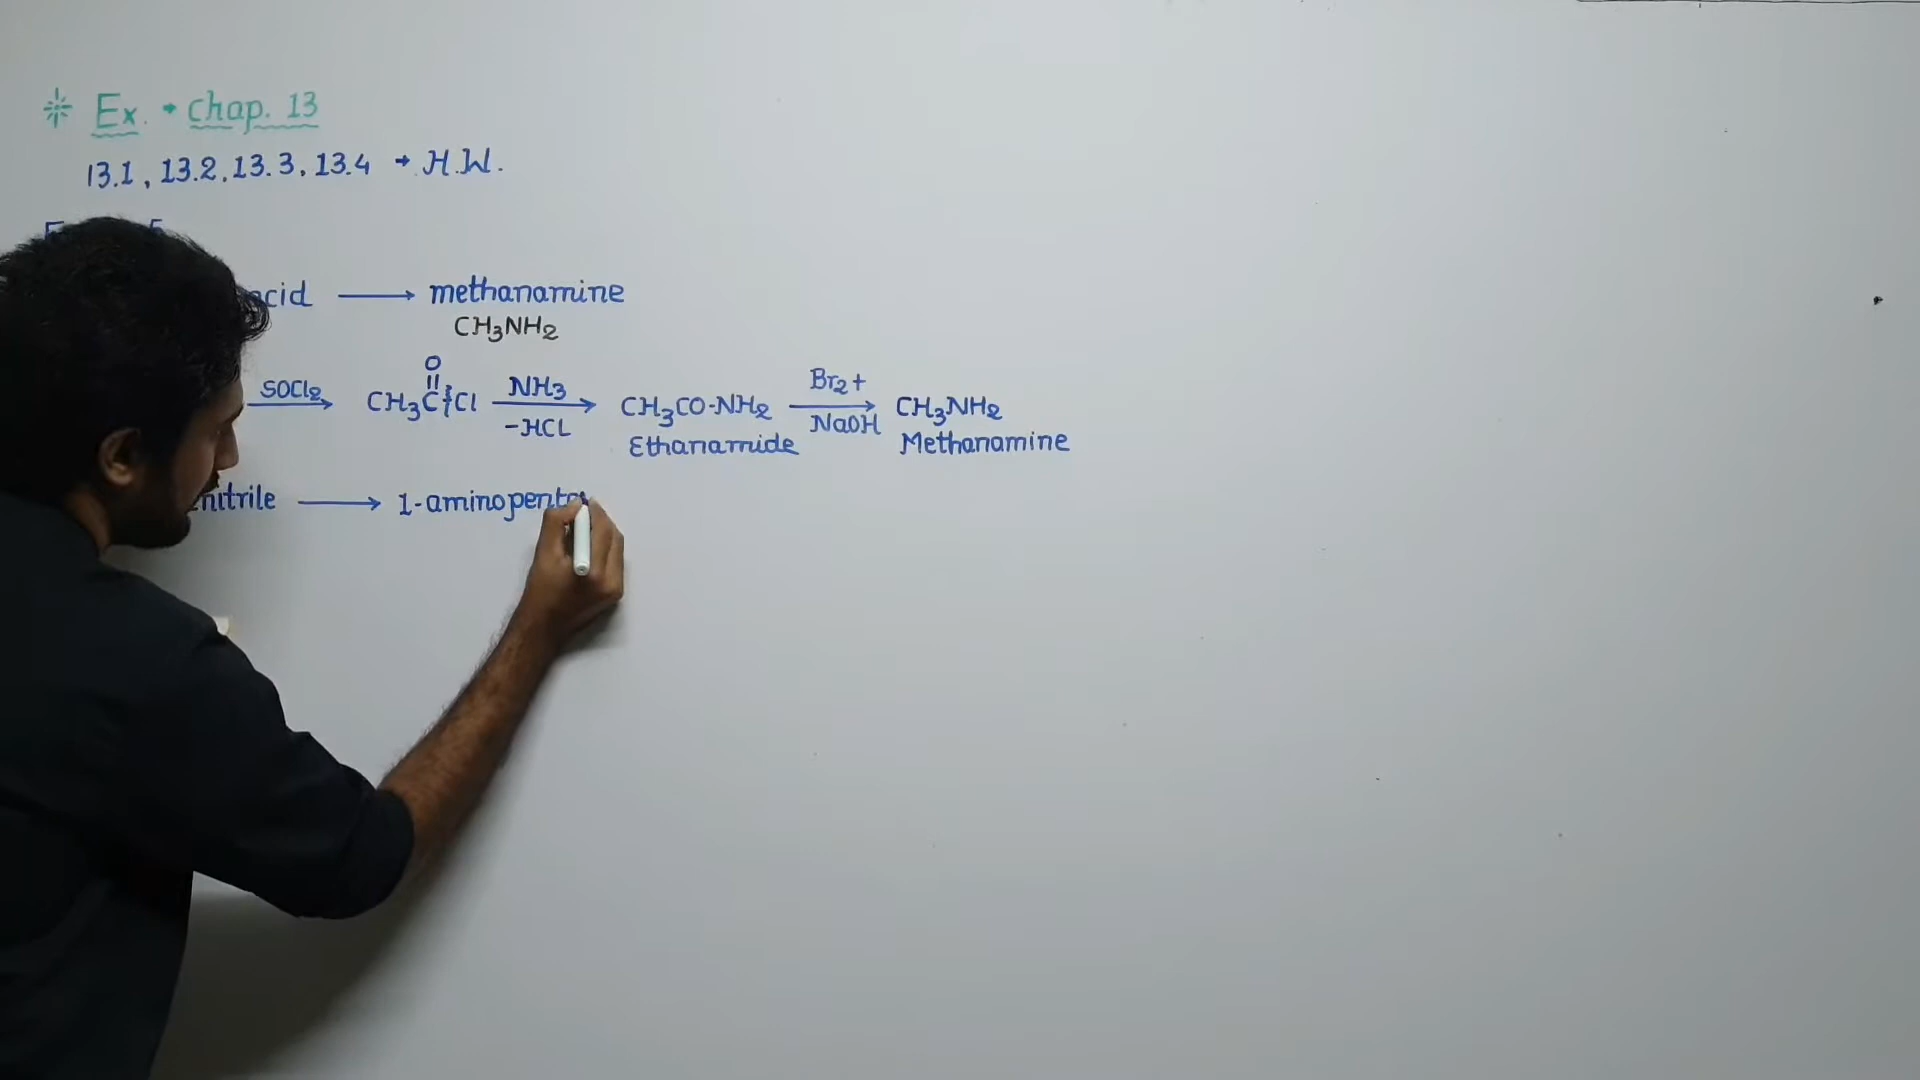 Ex. → chap. 13
13.1, 13.2, 13.3, 13.4 → H.W.
acid ⟶ methanamine
CH₃NH₂
SOCl₂ ⟶ CH₃C(=O)Cl NH₃ ⟶ -HCL CH₃CO-NH₂ Br₂+ ⟶ NaOH CH₃NH₂
Ethanamide Methanamine
nitrile ⟶ 1-aminopenta